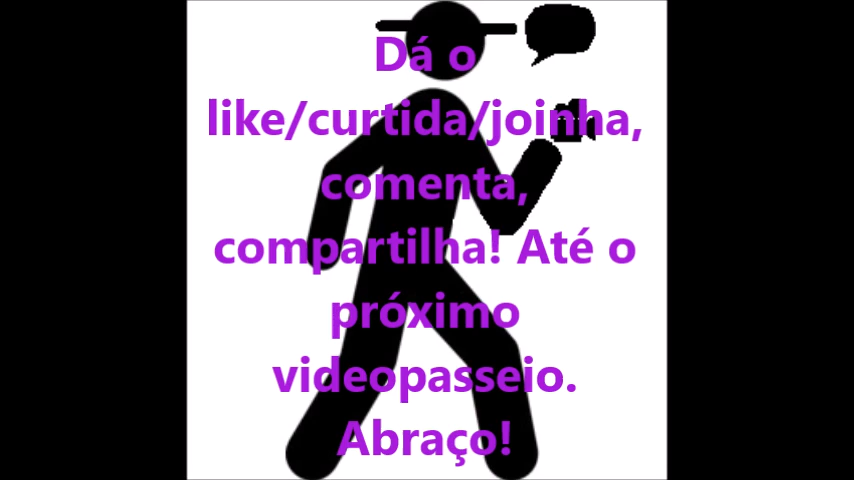 Dá o
like/curtida/joinha,
comenta,
compartilha! Até o
próximo
videopasseio.
Abraço!